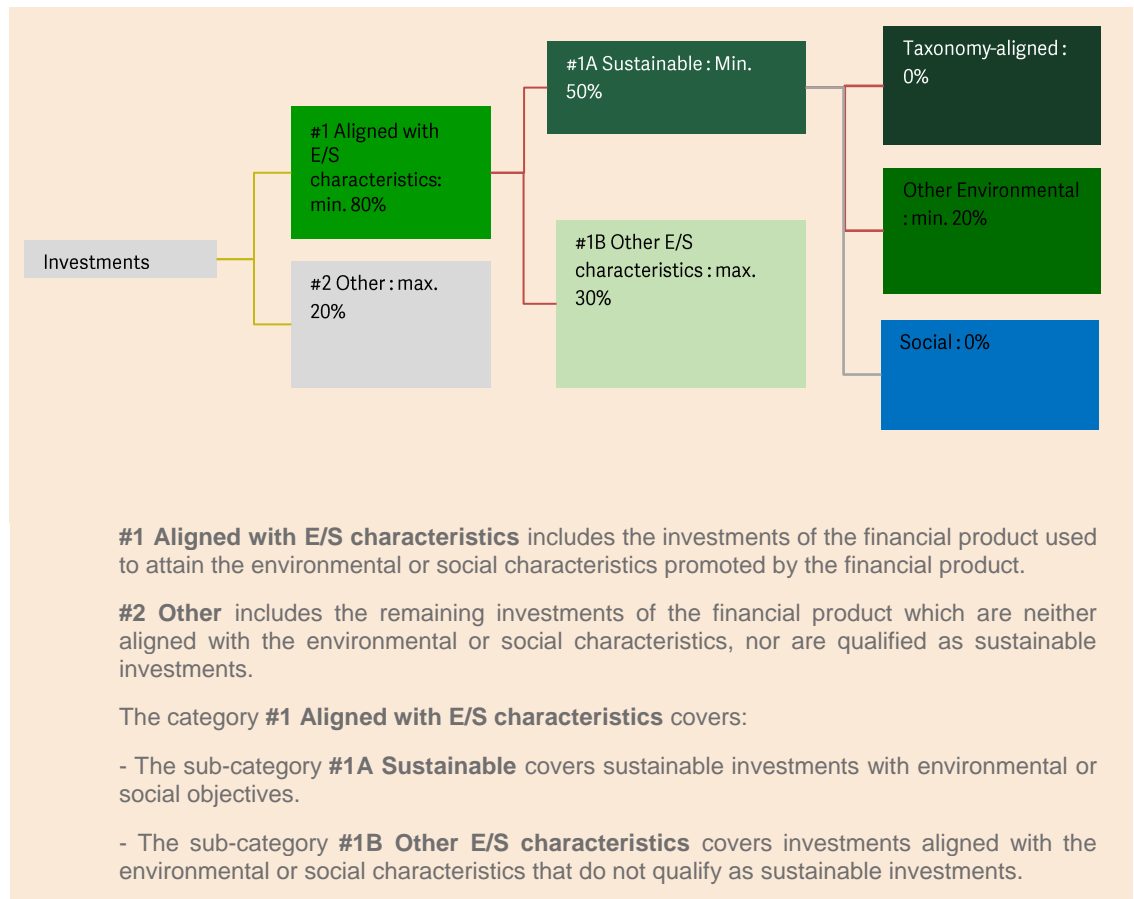 Investments
#1 Aligned with
E/S
characteristics:
min. 80%
#2 Other : max.
20%
#1A Sustainable : Min.
50%
#1B Other E/S
characteristics : max.
30%
Taxonomy-aligned :
0%
Other Environmental
: min. 20%
Social : 0%
#1 Aligned with E/S characteristics includes the investments of the financial product used
to attain the environmental or social characteristics promoted by the financial product.
#2 Other includes the remaining investments of the financial product which are neither
aligned with the environmental or social characteristics, nor are qualified as sustainable
investments.
The category #1 Aligned with E/S characteristics covers:
- The sub-category #1A Sustainable covers sustainable investments with environmental or
social objectives.
- The sub-category #1B Other E/S characteristics covers investments aligned with the
environmental or social characteristics that do not qualify as sustainable investments.